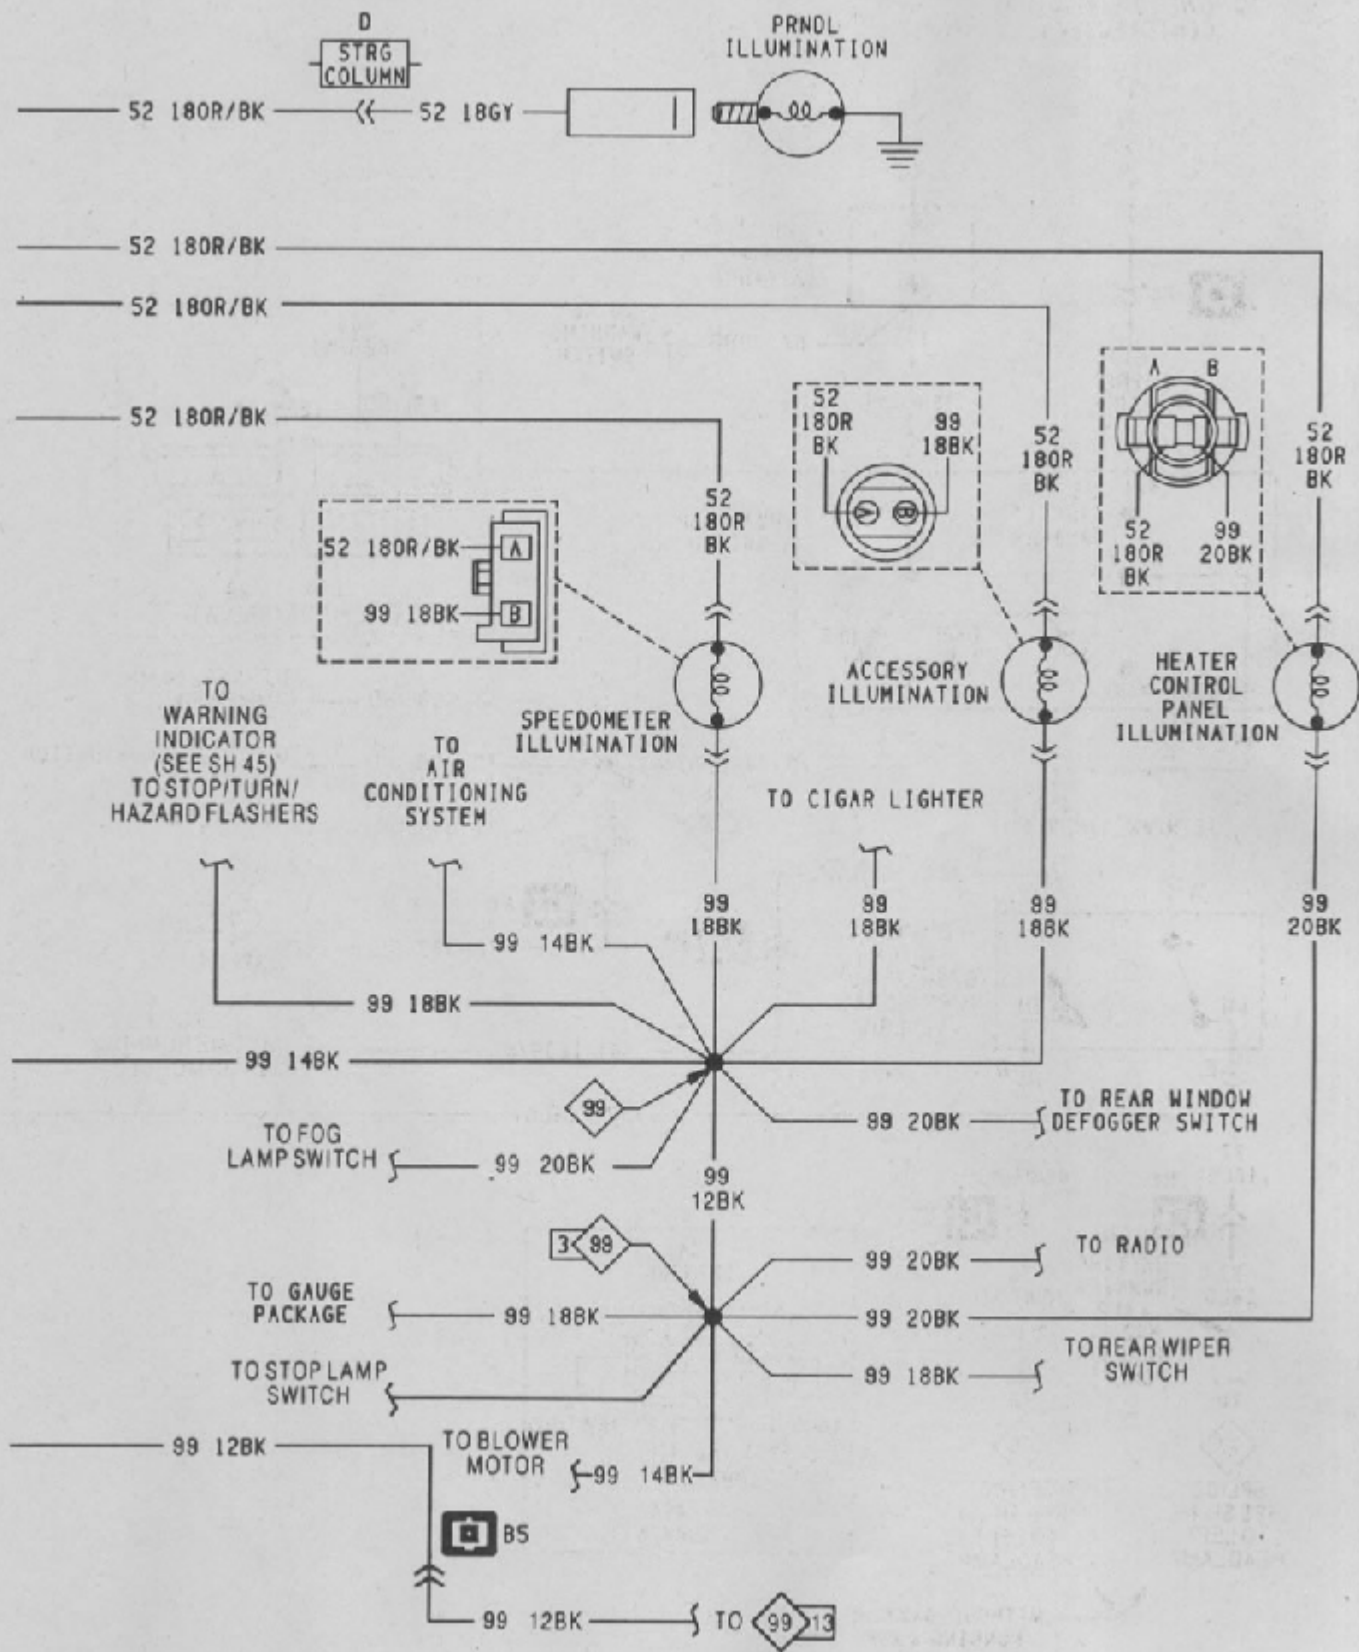 D
STRG
COLUMN
PRNDL
ILLUMINATION
52 18OR/BK
52 18GY
52 18OR/BK
52 18OR/BK
52 18OR/BK
A B
52
18OR
BK
99
18BK
52
18OR
BK
52
18OR
BK
52
18OR
BK
A B
52
18OR
BK
99
20BK
52 18OR/BK
A
99 18BK
B
TO
WARNING
INDICATOR
(SEE SH 45)
TO STOP/TURN/
HAZARD FLASHERS
TO
AIR
CONDITIONING
SYSTEM
SPEEDOMETER
ILLUMINATION
ACCESSORY
ILLUMINATION
HEATER
CONTROL
PANEL
ILLUMINATION
TO CIGAR LIGHTER
99
18BK
99
18BK
99
18BK
99
20BK
99 14BK
99 18BK
99 14BK
99
TO FOG
LAMP SWITCH
99 20BK
99 20BK
TO REAR WINDOW
DEFOGGER SWITCH
99
12BK
3 99
99 20BK
TO RADIO
TO GAUGE
PACKAGE
99 18BK
99 20BK
TO STOP LAMP
SWITCH
99 18BK
TO REAR WIPER
SWITCH
99 12BK
TO BLOWER
MOTOR
99 14BK
BS
99 12BK
TO 99 13